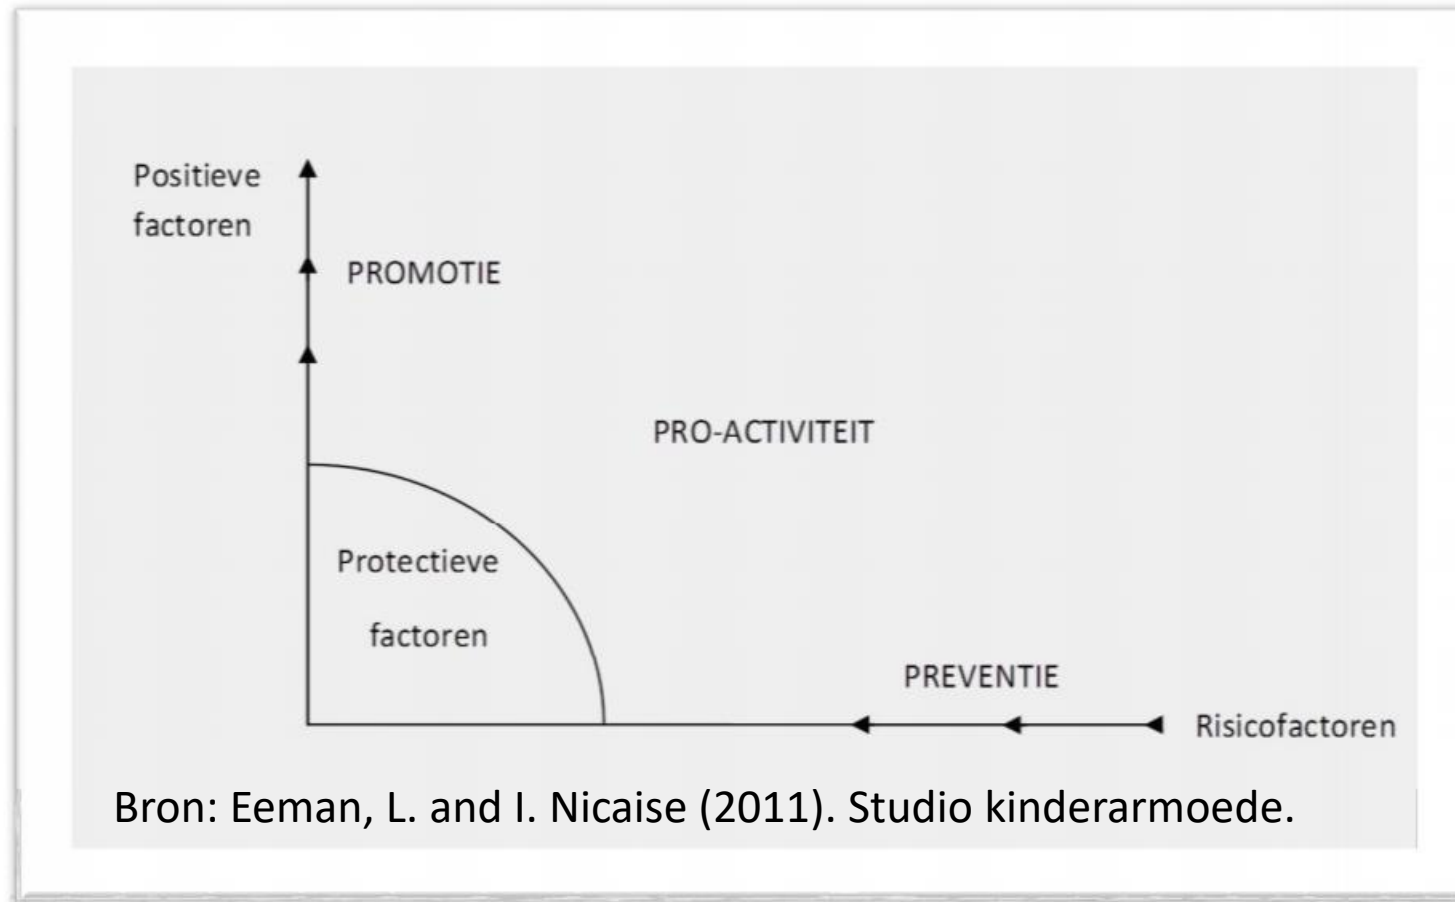 Positieve
factoren
PROMOTIE
PRO-ACTIVITEIT
Protectieve
factoren
PREVENTIE
Risicofactoren
Bron: Eeman, L. and I. Nicaise (2011). Studio kinderarmoede.